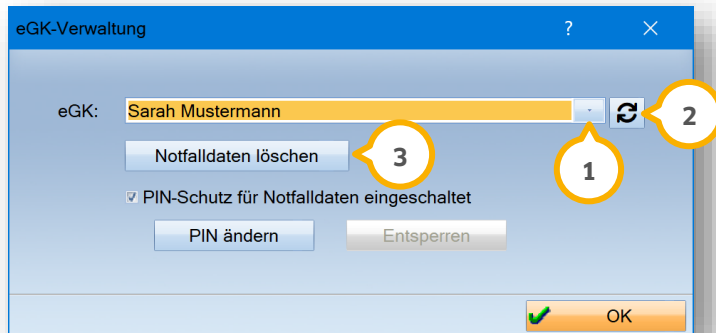 eGK-Verwaltung ?
eGK: Sarah Mustermann 2
Notfalldaten löschen 3 1
PIN-Schutz für Notfalldaten eingeschaltet
PIN ändern Entsperren
OK